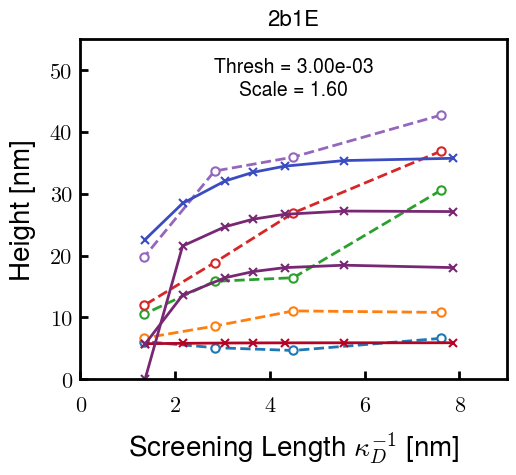 2b1E
Thresh = 3.00e-03
Scale = 1.60
Height [nm]
50
40
30
20
10
0
0 2 4 6 8
Screening Length $\kappa_D^{-1}$ [nm]